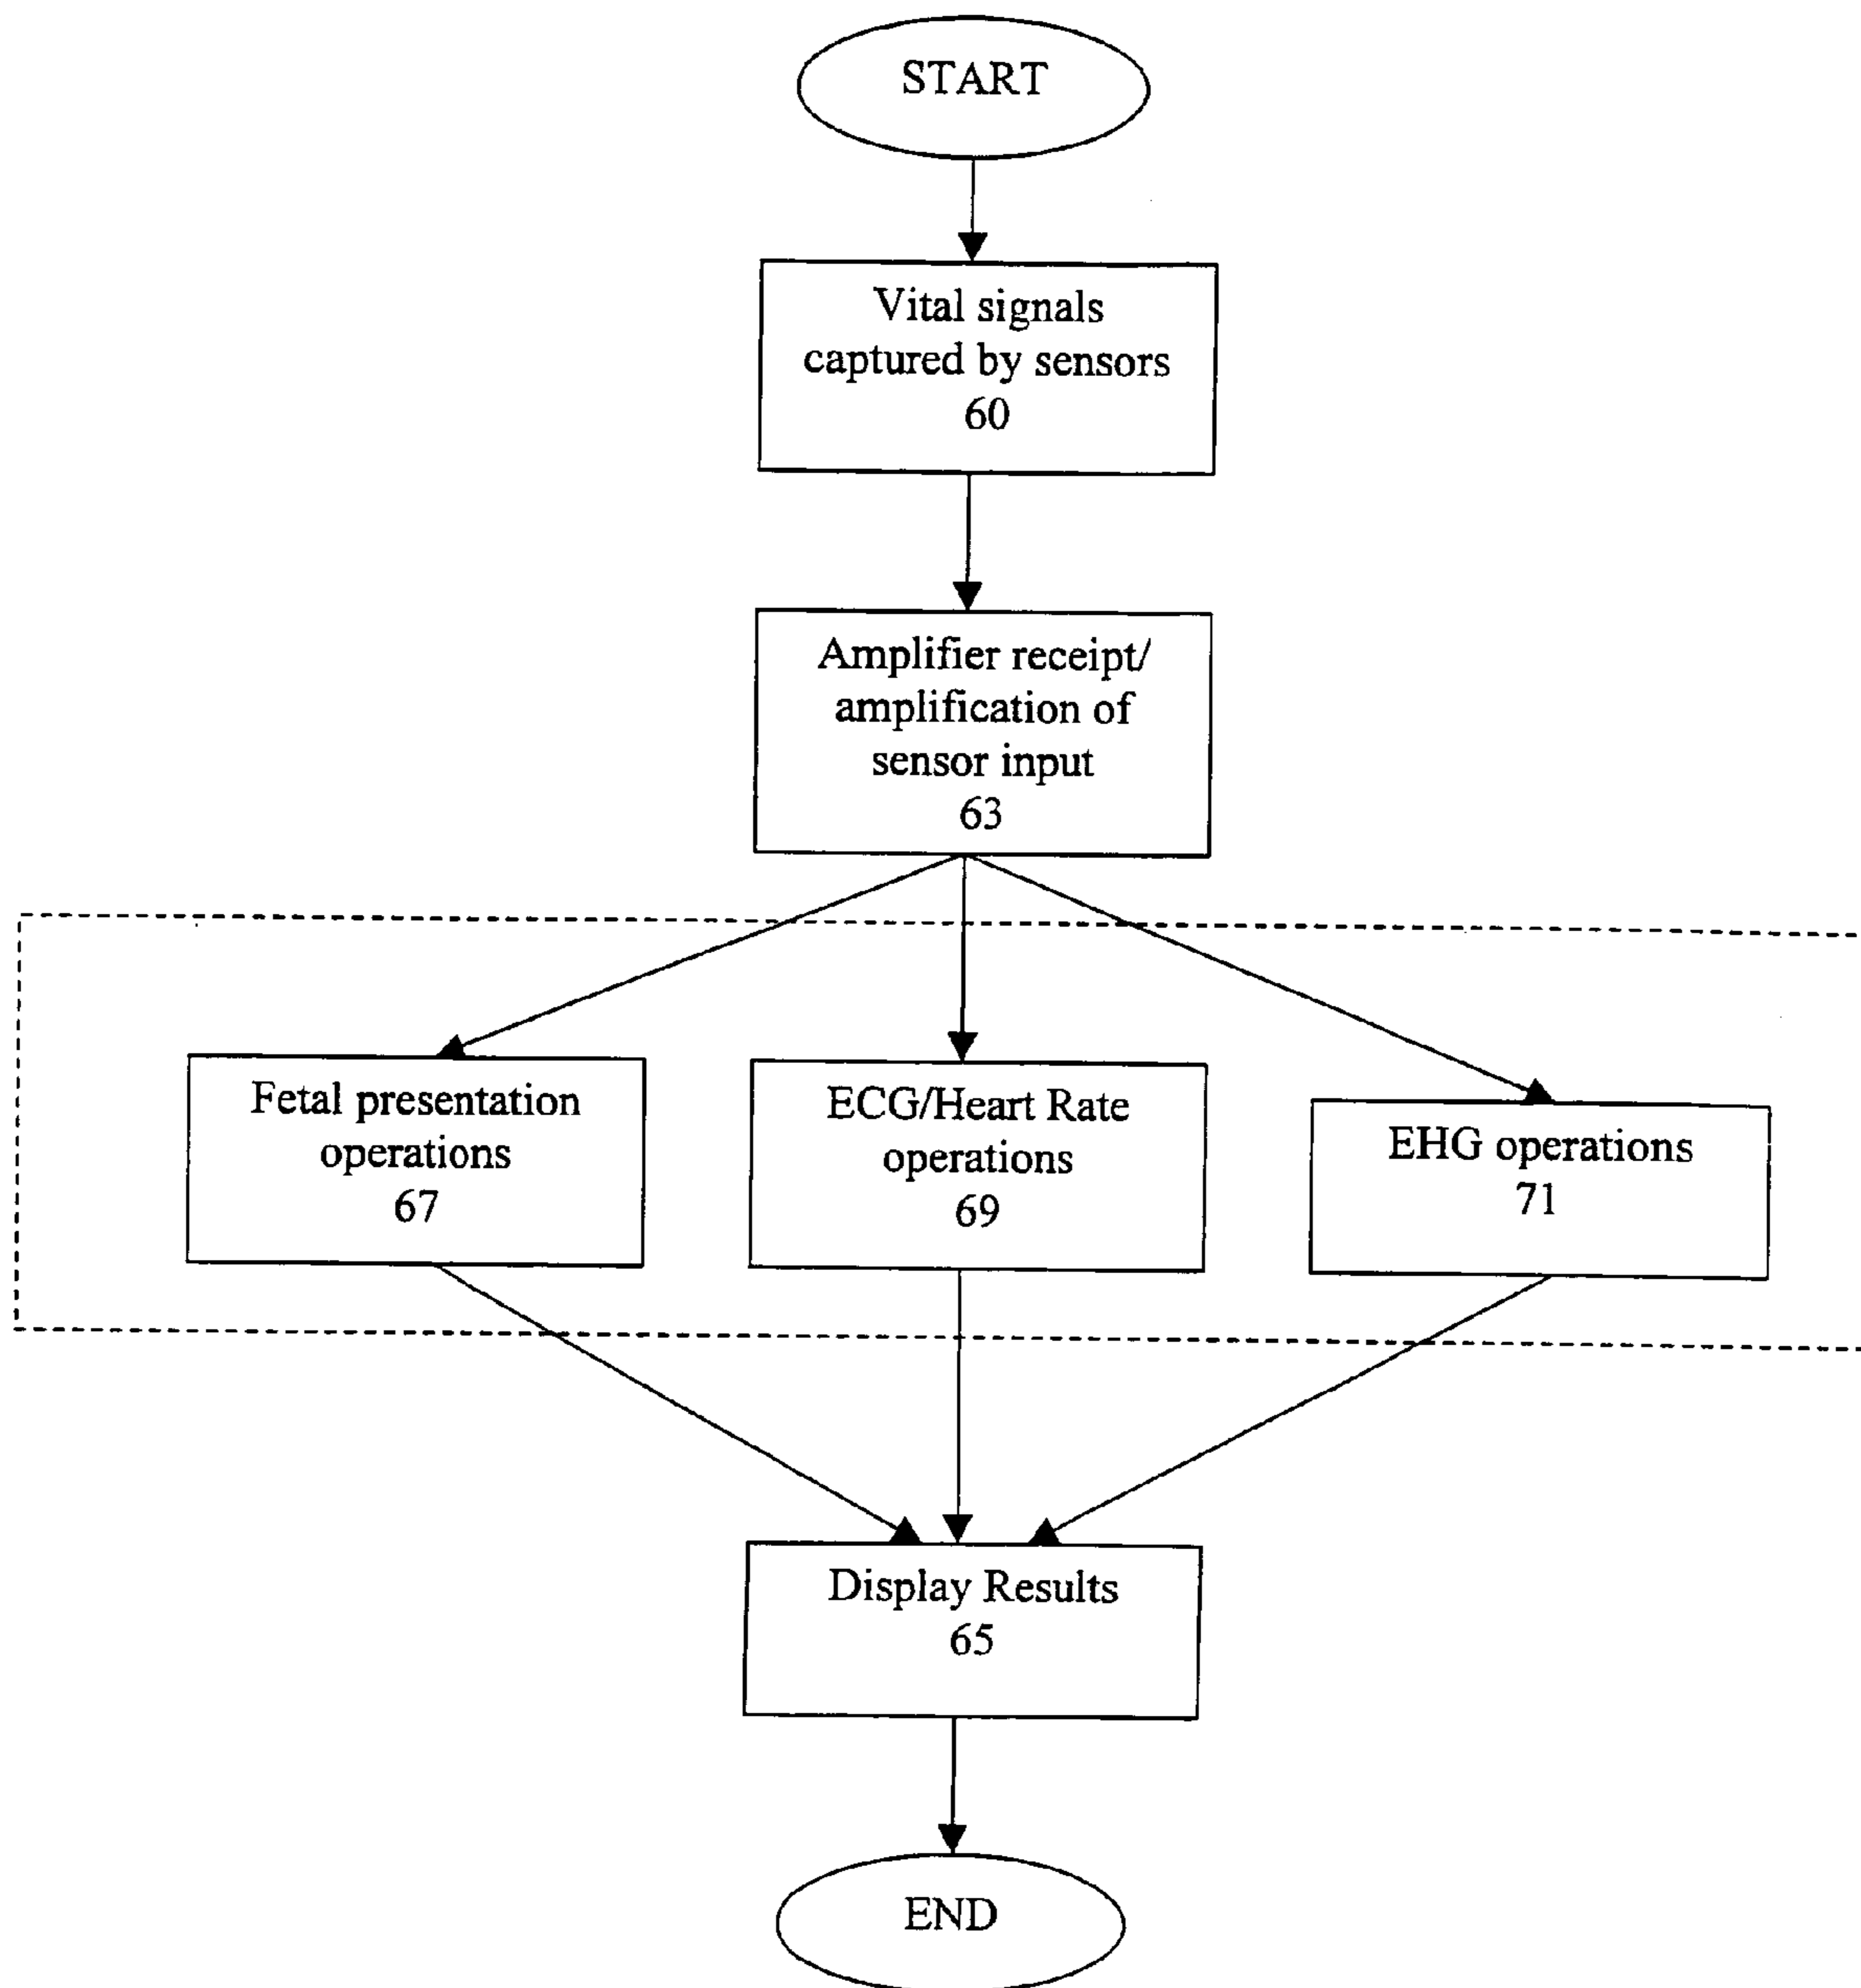 START
Vital signals
captured by sensors
60
Amplifier receipt/
amplification of
sensor input
63
Fetal presentation
operations
67
ECG/Heart Rate
operations
69
EHG operations
71
Display Results
65
END